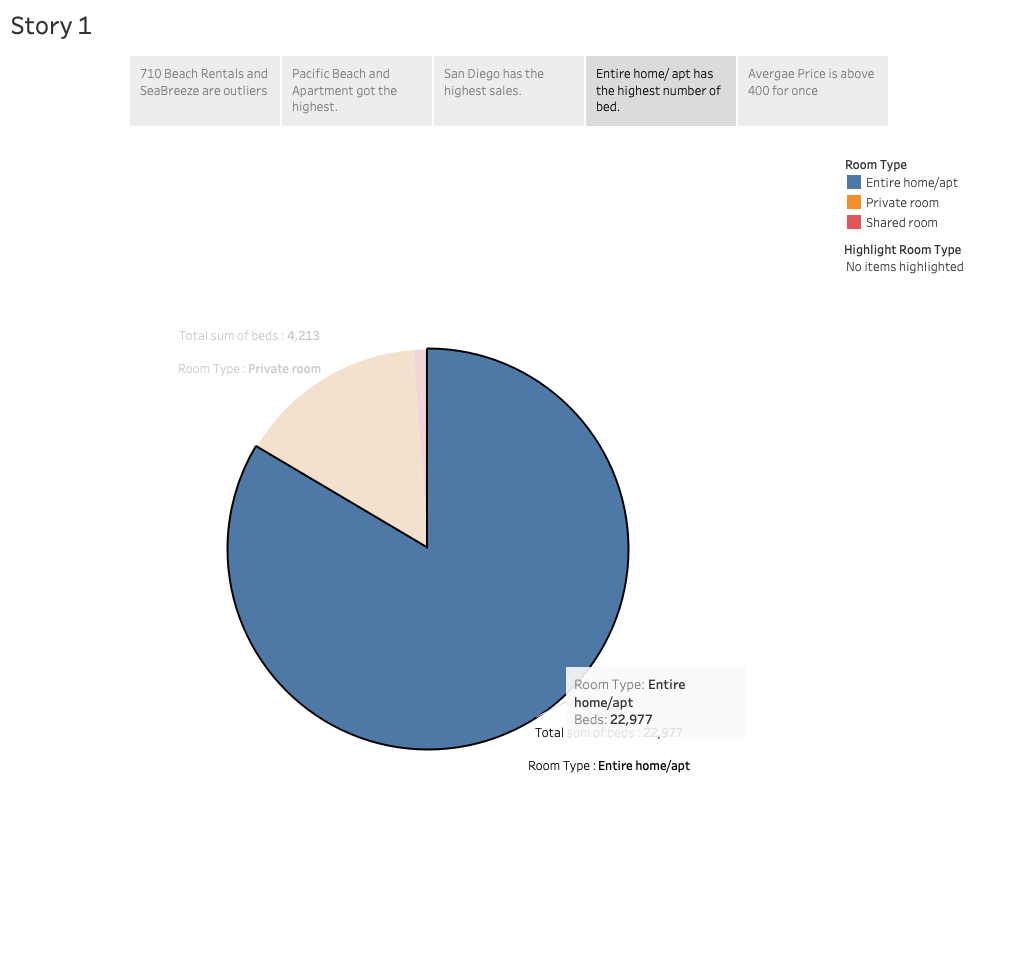 Story 1
710 Beach Rentals and
SeaBreeze are outliers
Pacific Beach and
Apartment got the
highest.
San Diego has the
highest sales.
Entire home/ apt has
the highest number of
bed.
Avergae Price is above
400 for once
Room Type
Entire home/apt
Private room
Shared room
Highlight Room Type
No items highlighted
Total sum of beds : 4,213
Room Type : Private room
Room Type: Entire
home/apt
Beds: 22,977
Total sum of beds : 22,977
Room Type : Entire home/apt